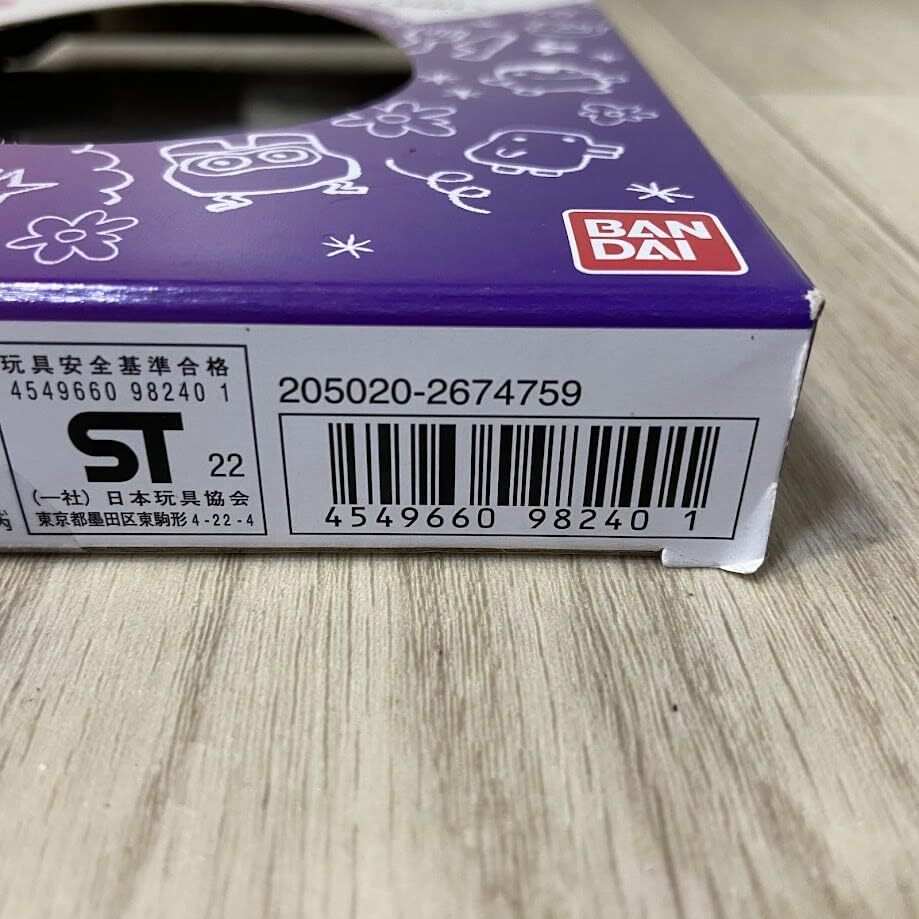 BAN
DAI
玩具安全基準合格
4549660 98240 1
ST 22
(一社) 日本玩具協会
東京都墨田区東駒形4-22-4
205020-2674759
4549660 98240 1